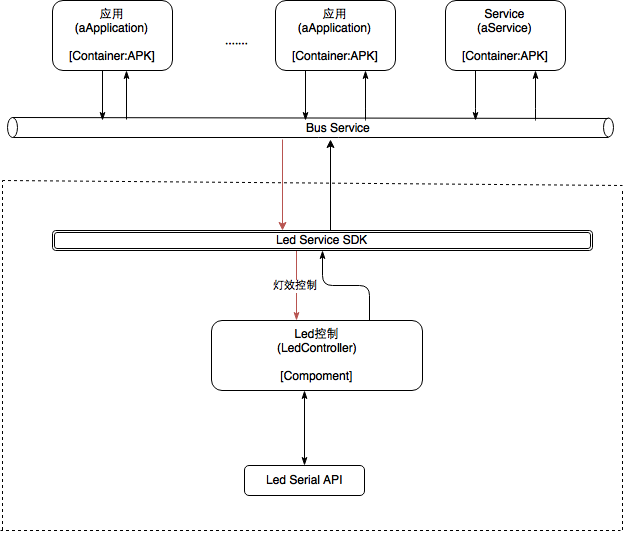 应用
(aApplication)
[Container:APK]
.......
应用
(aApplication)
[Container:APK]
Service
(aService)
[Container:APK]
Bus Service
Led Service SDK
灯效控制
Led控制
(LedController)
[Compoment]
Led Serial API